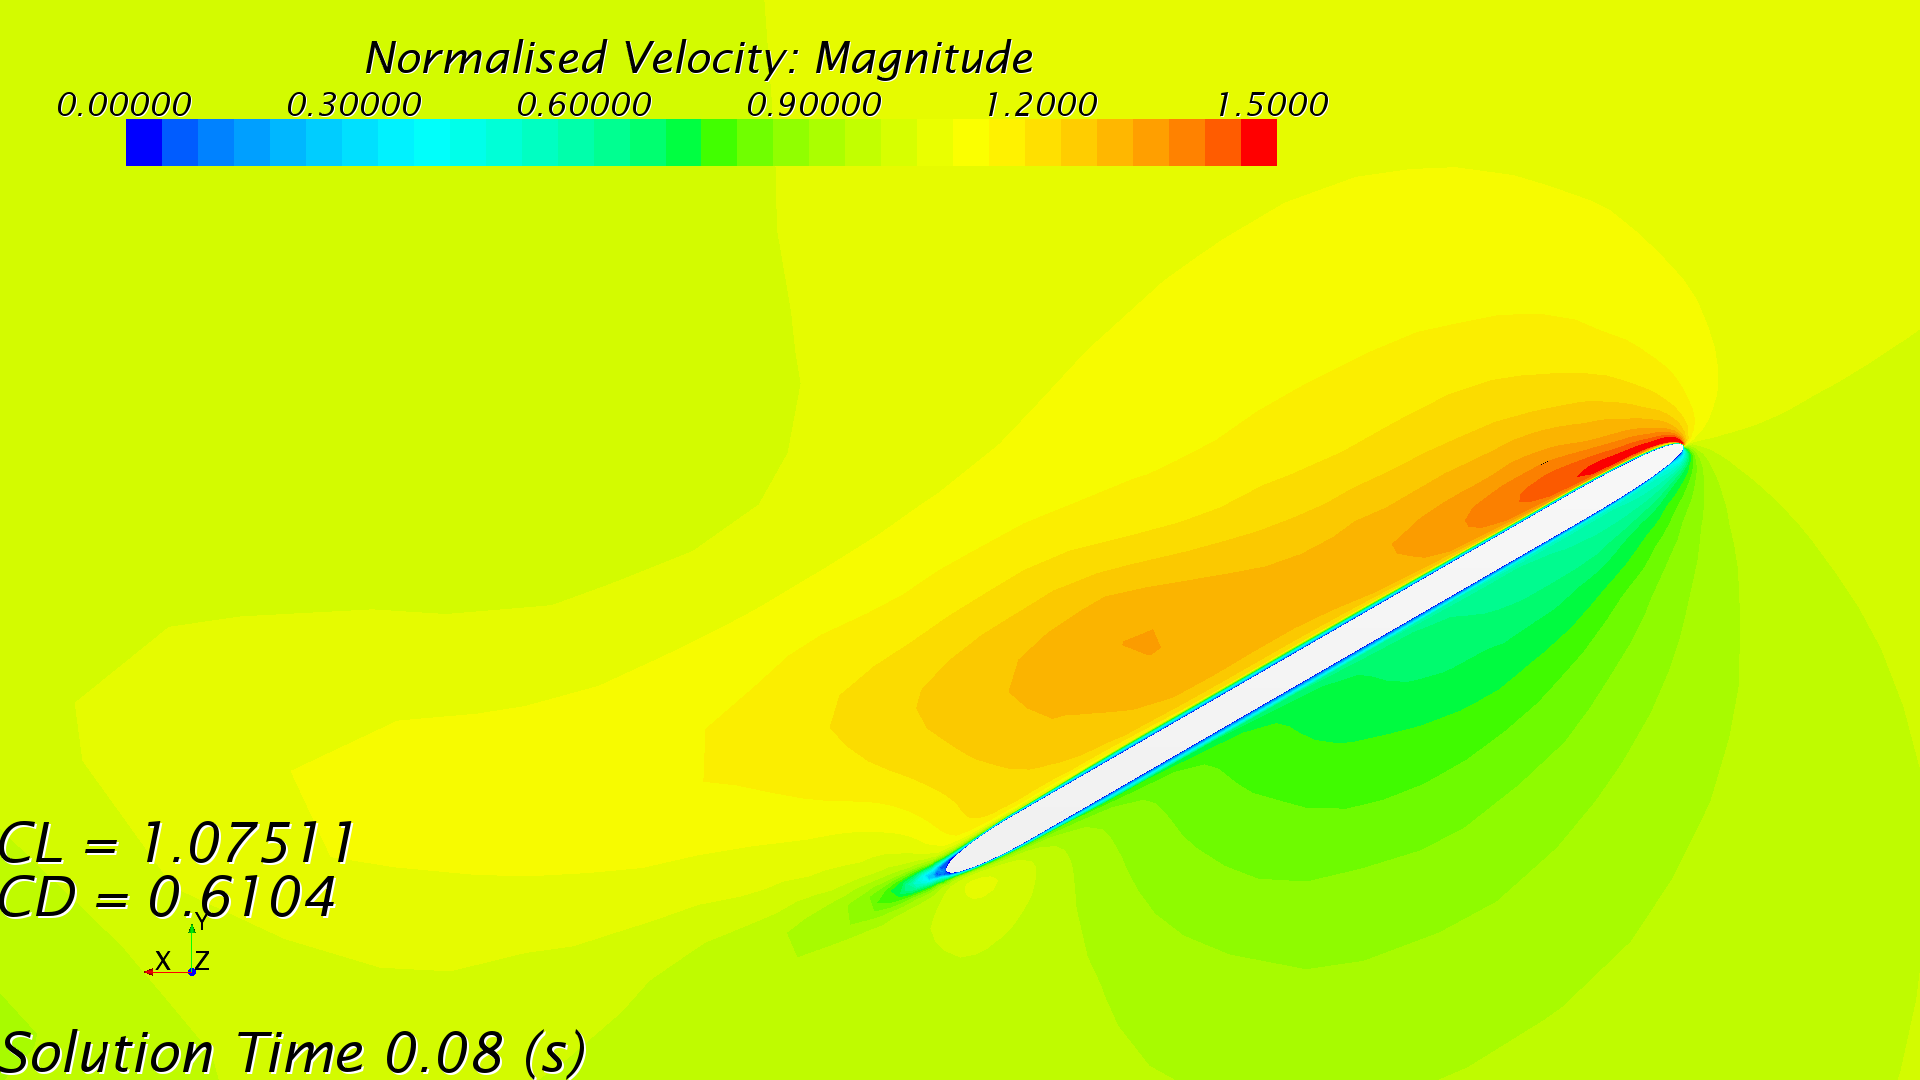 Normalised Velocity: Magnitude
0.00000 0.30000 0.60000 0.90000 1.2000 1.5000
CL = 1.07511
CD = 0.6104
Y
X Z
Solution Time 0.08 (s)